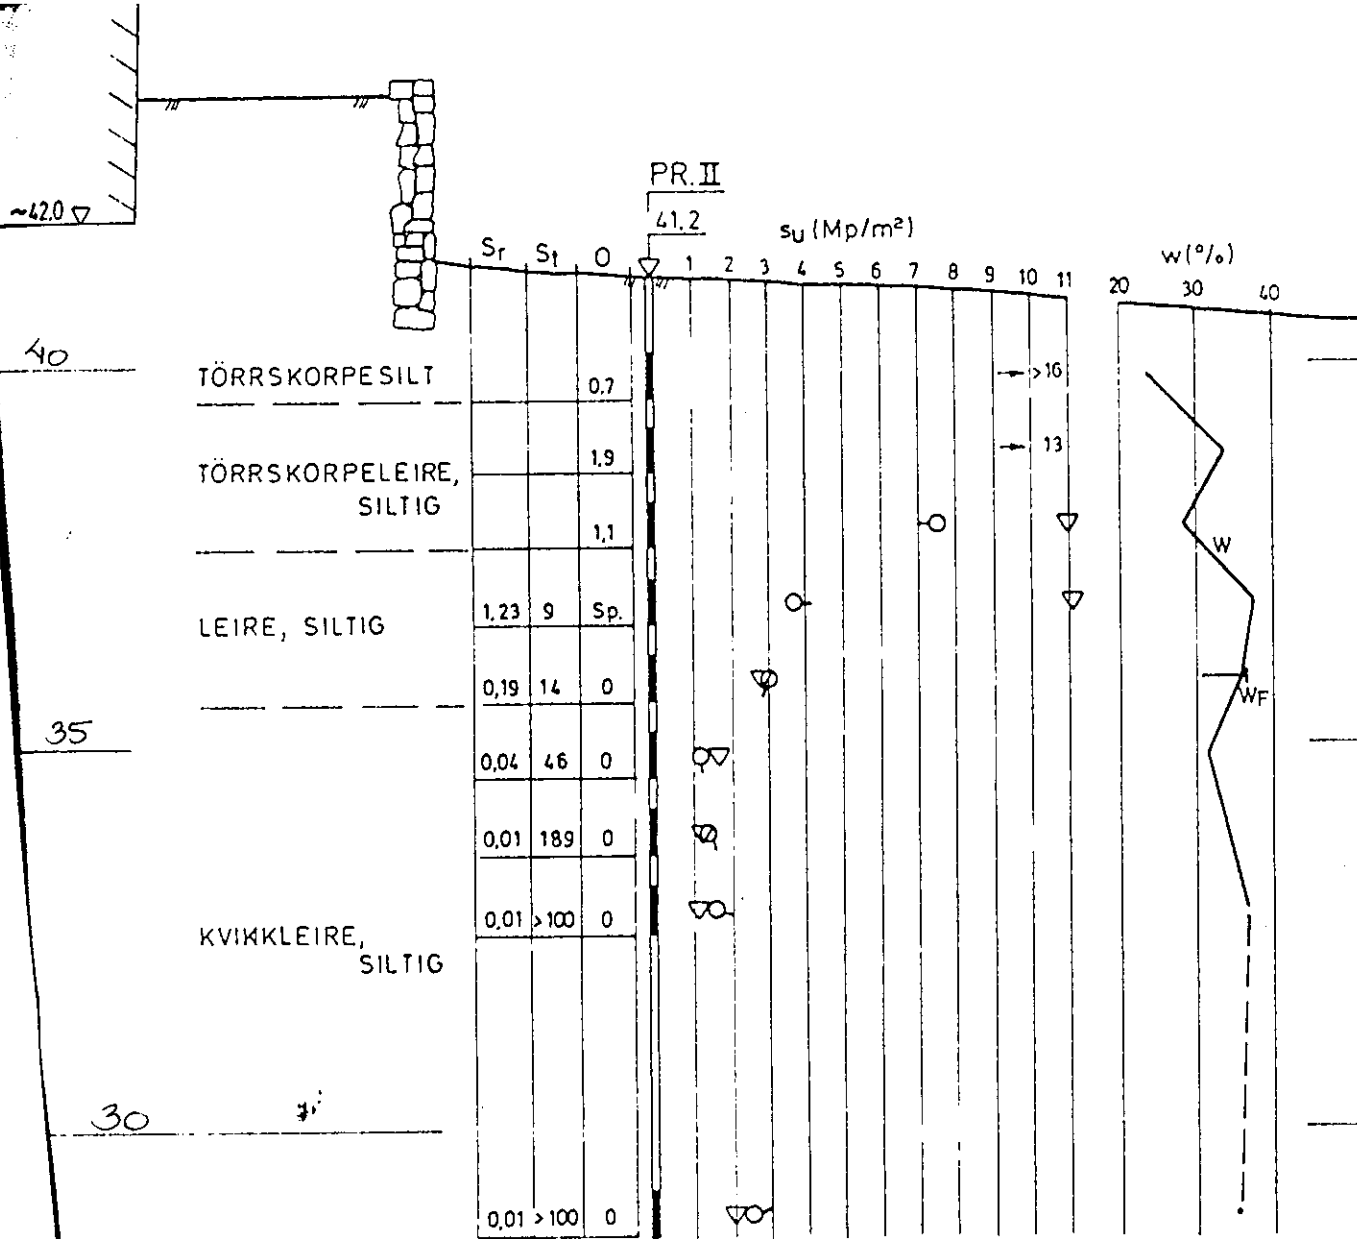 PR. II
~42.0
41.2
su (Mp/m²)
Sr St O
1 2 3 4 5 6 7 8 9 10 11
w (%)
20 30 40
40
TÖRRSKORPESILT
0.7
→ >16
TÖRRSKORPELEIRE,
SILTIG
1.9
→ 13
1.1
W
LEIRE, SILTIG
1.23 9 Sp.
0,19 14 0
WF
35
0,04 46 0
0,01 189 0
0,01 >100 0
KVIKKLEIRE,
SILTIG
30
0,01 >100 0